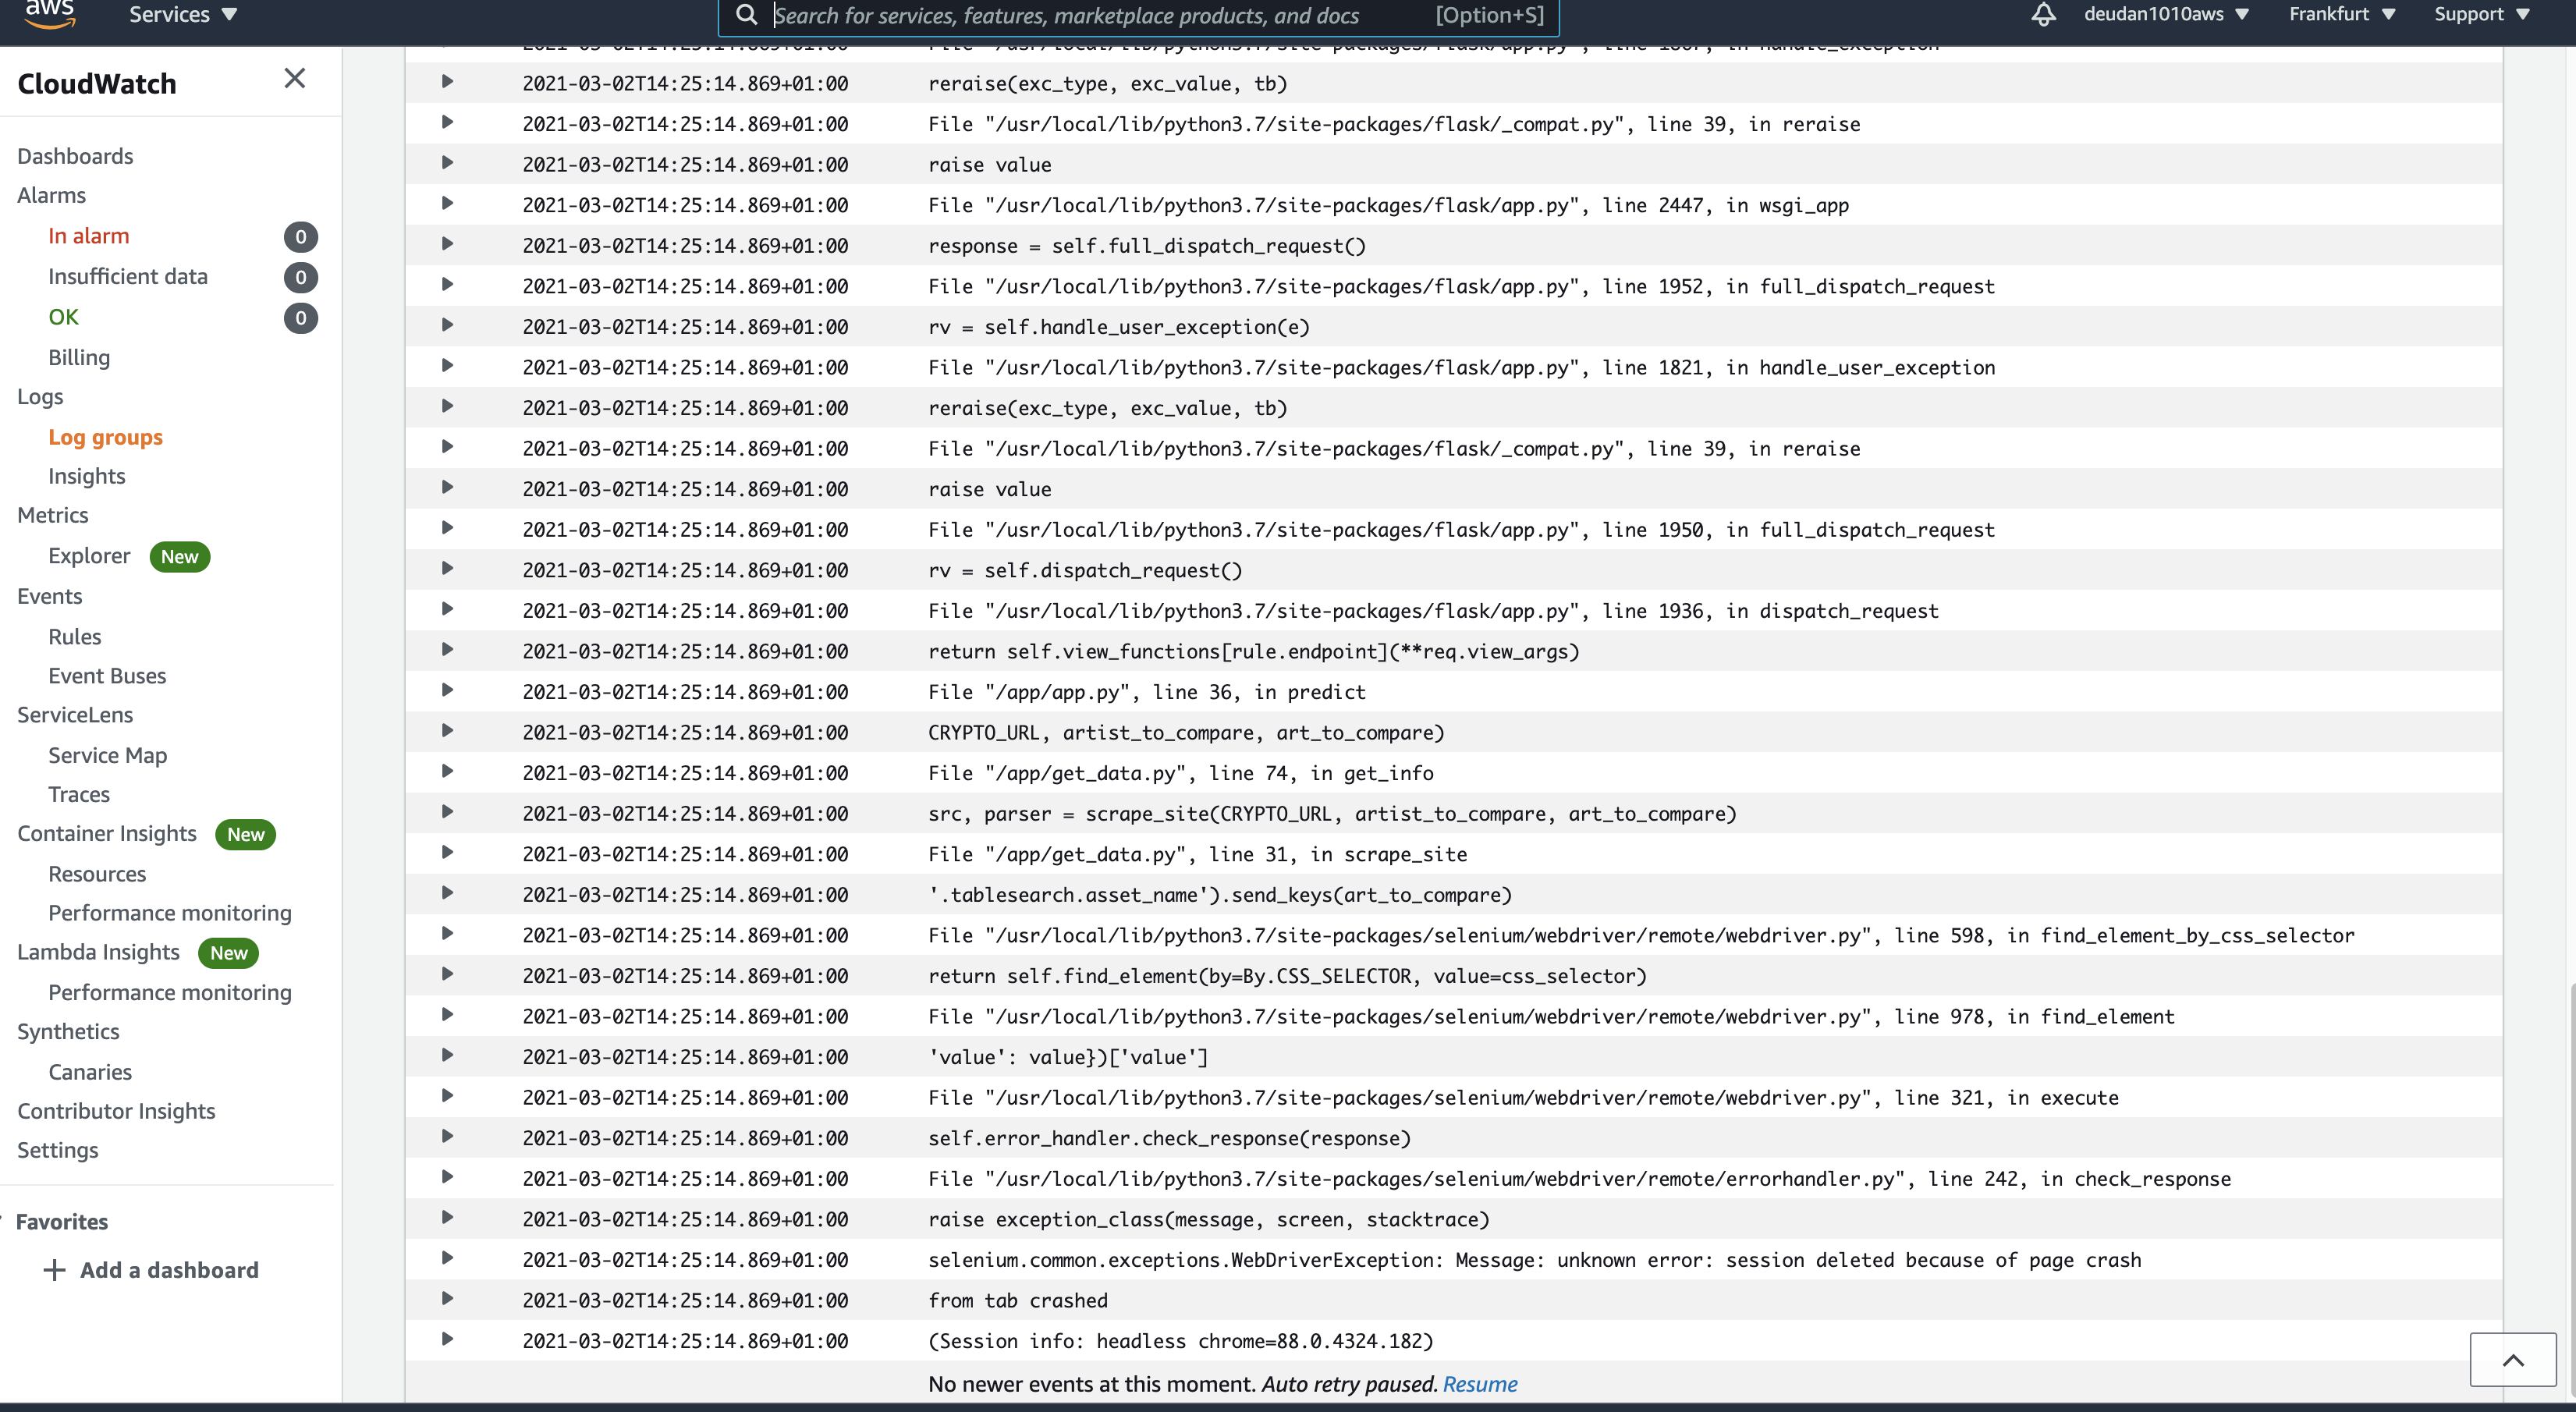 aws
Services
Search for services, features, marketplace products, and docs
[Option+S]
deudan1010aws
Frankfurt
Support
CloudWatch
Dashboards
Alarms
In alarm 0
Insufficient data 0
OK 0
Billing
Logs
Log groups
Insights
Metrics
Explorer New
Events
Rules
Event Buses
ServiceLens
Service Map
Traces
Container Insights New
Resources
Performance monitoring
Lambda Insights New
Performance monitoring
Synthetics
Canaries
Contributor Insights
Settings
Favorites
Add a dashboard
2021-03-02T14:25:14.869+01:00 reraise(exc_type, exc_value, tb)
2021-03-02T14:25:14.869+01:00 File "/usr/local/lib/python3.7/site-packages/flask/_compat.py", line 39, in reraise
2021-03-02T14:25:14.869+01:00 raise value
2021-03-02T14:25:14.869+01:00 File "/usr/local/lib/python3.7/site-packages/flask/app.py", line 2447, in wsgi_app
2021-03-02T14:25:14.869+01:00 response = self.full_dispatch_request()
2021-03-02T14:25:14.869+01:00 File "/usr/local/lib/python3.7/site-packages/flask/app.py", line 1952, in full_dispatch_request
2021-03-02T14:25:14.869+01:00 rv = self.handle_user_exception(e)
2021-03-02T14:25:14.869+01:00 File "/usr/local/lib/python3.7/site-packages/flask/app.py", line 1821, in handle_user_exception
2021-03-02T14:25:14.869+01:00 reraise(exc_type, exc_value, tb)
2021-03-02T14:25:14.869+01:00 File "/usr/local/lib/python3.7/site-packages/flask/_compat.py", line 39, in reraise
2021-03-02T14:25:14.869+01:00 raise value
2021-03-02T14:25:14.869+01:00 File "/usr/local/lib/python3.7/site-packages/flask/app.py", line 1950, in full_dispatch_request
2021-03-02T14:25:14.869+01:00 rv = self.dispatch_request()
2021-03-02T14:25:14.869+01:00 File "/usr/local/lib/python3.7/site-packages/flask/app.py", line 1936, in dispatch_request
2021-03-02T14:25:14.869+01:00 return self.view_functions[rule.endpoint](**req.view_args)
2021-03-02T14:25:14.869+01:00 File "/app/app.py", line 36, in predict
2021-03-02T14:25:14.869+01:00 CRYPTO_URL, artist_to_compare, art_to_compare)
2021-03-02T14:25:14.869+01:00 File "/app/get_data.py", line 74, in get_info
2021-03-02T14:25:14.869+01:00 src, parser = scrape_site(CRYPTO_URL, artist_to_compare, art_to_compare)
2021-03-02T14:25:14.869+01:00 File "/app/get_data.py", line 31, in scrape_site
2021-03-02T14:25:14.869+01:00 '.tablesearch.asset_name').send_keys(art_to_compare)
2021-03-02T14:25:14.869+01:00 File "/usr/local/lib/python3.7/site-packages/selenium/webdriver/remote/webdriver.py", line 598, in find_element_by_css_selector
2021-03-02T14:25:14.869+01:00 return self.find_element(by=By.CSS_SELECTOR, value=css_selector)
2021-03-02T14:25:14.869+01:00 File "/usr/local/lib/python3.7/site-packages/selenium/webdriver/remote/webdriver.py", line 978, in find_element
2021-03-02T14:25:14.869+01:00 'value': value})['value']
2021-03-02T14:25:14.869+01:00 File "/usr/local/lib/python3.7/site-packages/selenium/webdriver/remote/webdriver.py", line 321, in execute
2021-03-02T14:25:14.869+01:00 self.error_handler.check_response(response)
2021-03-02T14:25:14.869+01:00 File "/usr/local/lib/python3.7/site-packages/selenium/webdriver/remote/errorhandler.py", line 242, in check_response
2021-03-02T14:25:14.869+01:00 raise exception_class(message, screen, stacktrace)
2021-03-02T14:25:14.869+01:00 selenium.common.exceptions.WebDriverException: Message: unknown error: session deleted because of page crash
2021-03-02T14:25:14.869+01:00 from tab crashed
2021-03-02T14:25:14.869+01:00 (Session info: headless chrome=88.0.4324.182)
No newer events at this moment. Auto retry paused. Resume